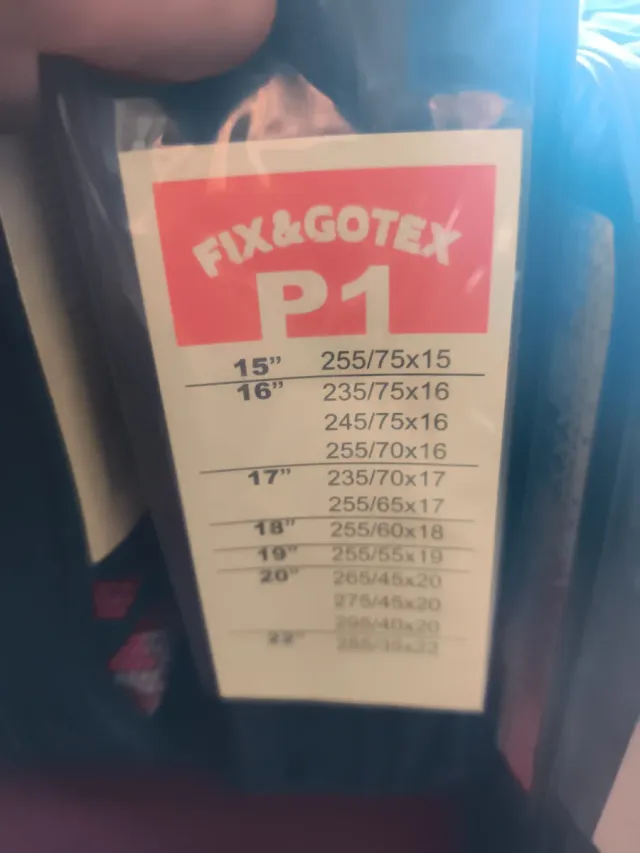 FIX&GOTEX
P1
15” 255/75x15
16” 235/75x16
245/75x16
255/70x16
17” 235/70x17
255/65x17
18” 255/60x18
19” 255/55x19
20” 265/45x20
275/45x20
295/40x20
22”